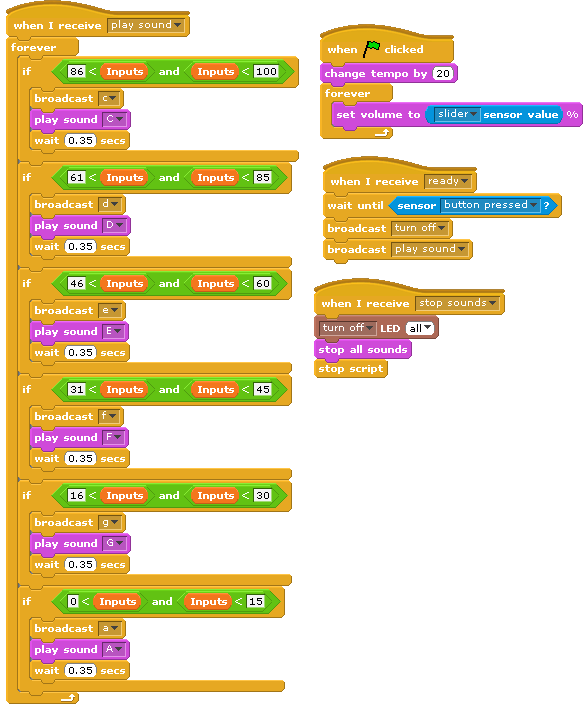 when I receive play sound
forever
if 86 < Inputs and Inputs < 100
broadcast c
play sound C
wait 0.35 secs
if 61 < Inputs and Inputs < 85
broadcast d
play sound D
wait 0.35 secs
if 46 < Inputs and Inputs < 60
broadcast e
play sound E
wait 0.35 secs
if 31 < Inputs and Inputs < 45
broadcast f
play sound F
wait 0.35 secs
if 16 < Inputs and Inputs < 30
broadcast g
play sound G
wait 0.35 secs
if 0 < Inputs and Inputs < 15
broadcast a
play sound A
wait 0.35 secs
when clicked
change tempo by 20
forever
set volume to slider sensor value %
when I receive ready
wait until sensor button pressed ?
broadcast turn off
broadcast play sound
when I receive stop sounds
turn off LED all
stop all sounds
stop script